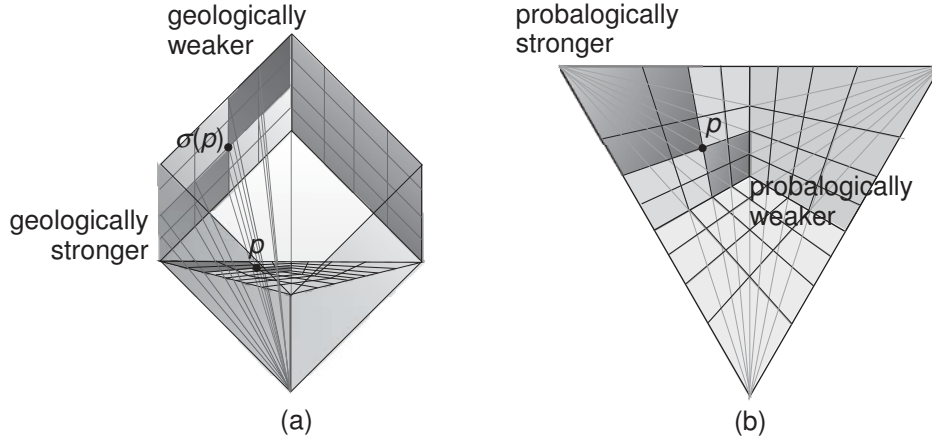 geologically
weaker
σ(p)
geologically
stronger
p
(a)
probalogically
stronger
p
probalogically
weaker
(b)